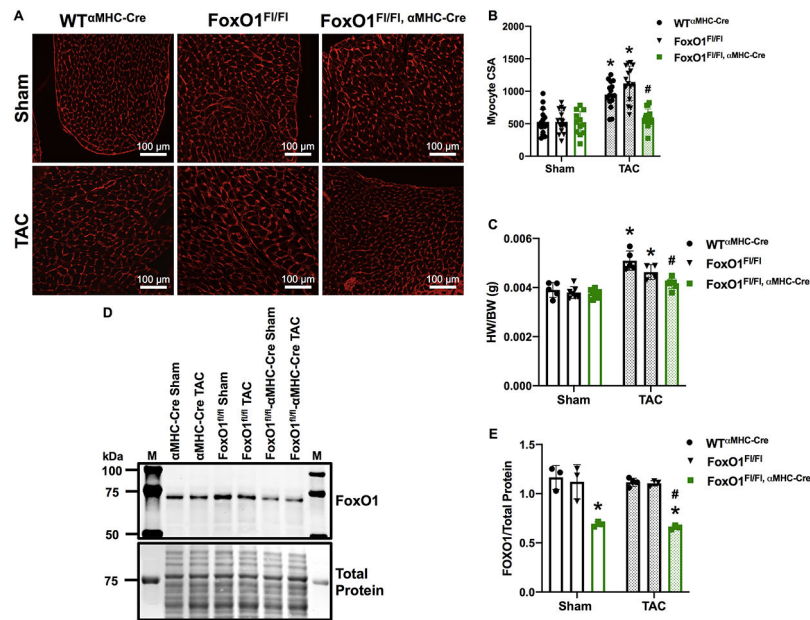 A
WTαMHC-Cre
FoxO1Fl/Fl
FoxO1Fl/Fl, αMHC-Cre
Sham
100 µm
100 µm
100 µm
TAC
100 µm
100 µm
100 µm
B
WTαMHC-Cre
FoxO1Fl/Fl
FoxO1Fl/Fl, αMHC-Cre
Myocyte CSA
2000
1500
1000
500
0
*
*
#
Sham
TAC
C
WTαMHC-Cre
FoxO1Fl/Fl
FoxO1Fl/Fl, αMHC-Cre
HW/BW (g)
0.006
0.004
0.002
0.000
*
*
#
Sham
TAC
D
αMHC-Cre Sham
αMHC-Cre TAC
FoxO1fl/fl Sham
FoxO1fl/fl TAC
FoxO1fl/fl-αMHC-Cre Sham
FoxO1fl/fl-αMHC-Cre TAC
kDa
M
M
100
75
50
FoxO1
75
Total
Protein
E
WTαMHC-Cre
FoxO1Fl/Fl
FoxO1Fl/Fl, αMHC-Cre
FOXO1/Total Protein
1.5
1.0
0.5
0.0
*
#
*
Sham
TAC